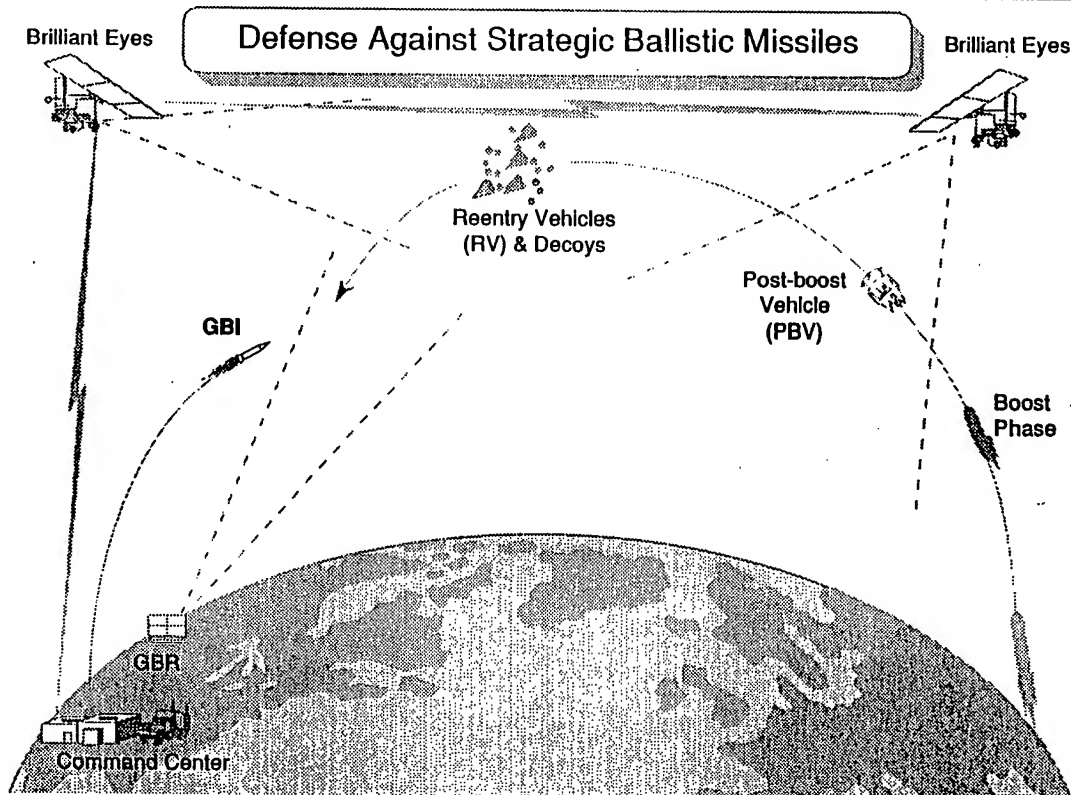 Defense Against Strategic Ballistic Missiles
Brilliant Eyes
Brilliant Eyes
Reentry Vehicles
(RV) & Decoys
Post-boost
Vehicle
(PBV)
GBI
Boost
Phase
GBR
Command Center